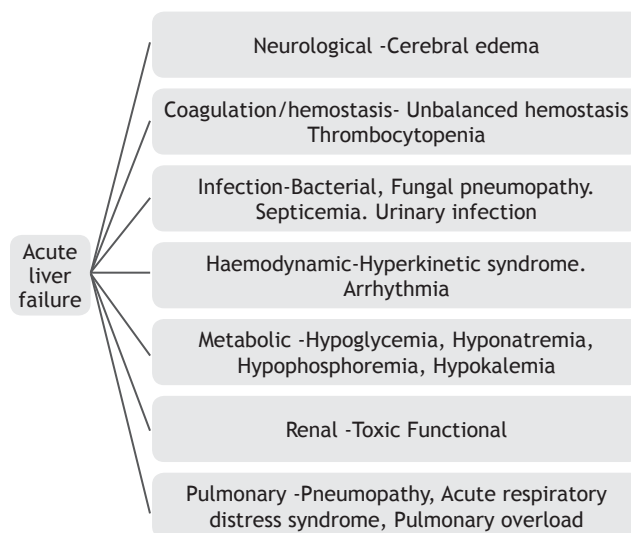 Neurological -Cerebral edema
Coagulation/hemostasis- Unbalanced hemostasis
Thrombocytopenia
Infection-Bacterial, Fungal pneumopathy.
Septicemia. Urinary infection
Acute
liver
failure
Haemodynamic-Hyperkinetic syndrome.
Arrhythmia
Metabolic -Hypoglycemia, Hyponatremia,
Hypophosphoremia, Hypokalemia
Renal -Toxic Functional
Pulmonary -Pneumopathy, Acute respiratory
distress syndrome, Pulmonary overload